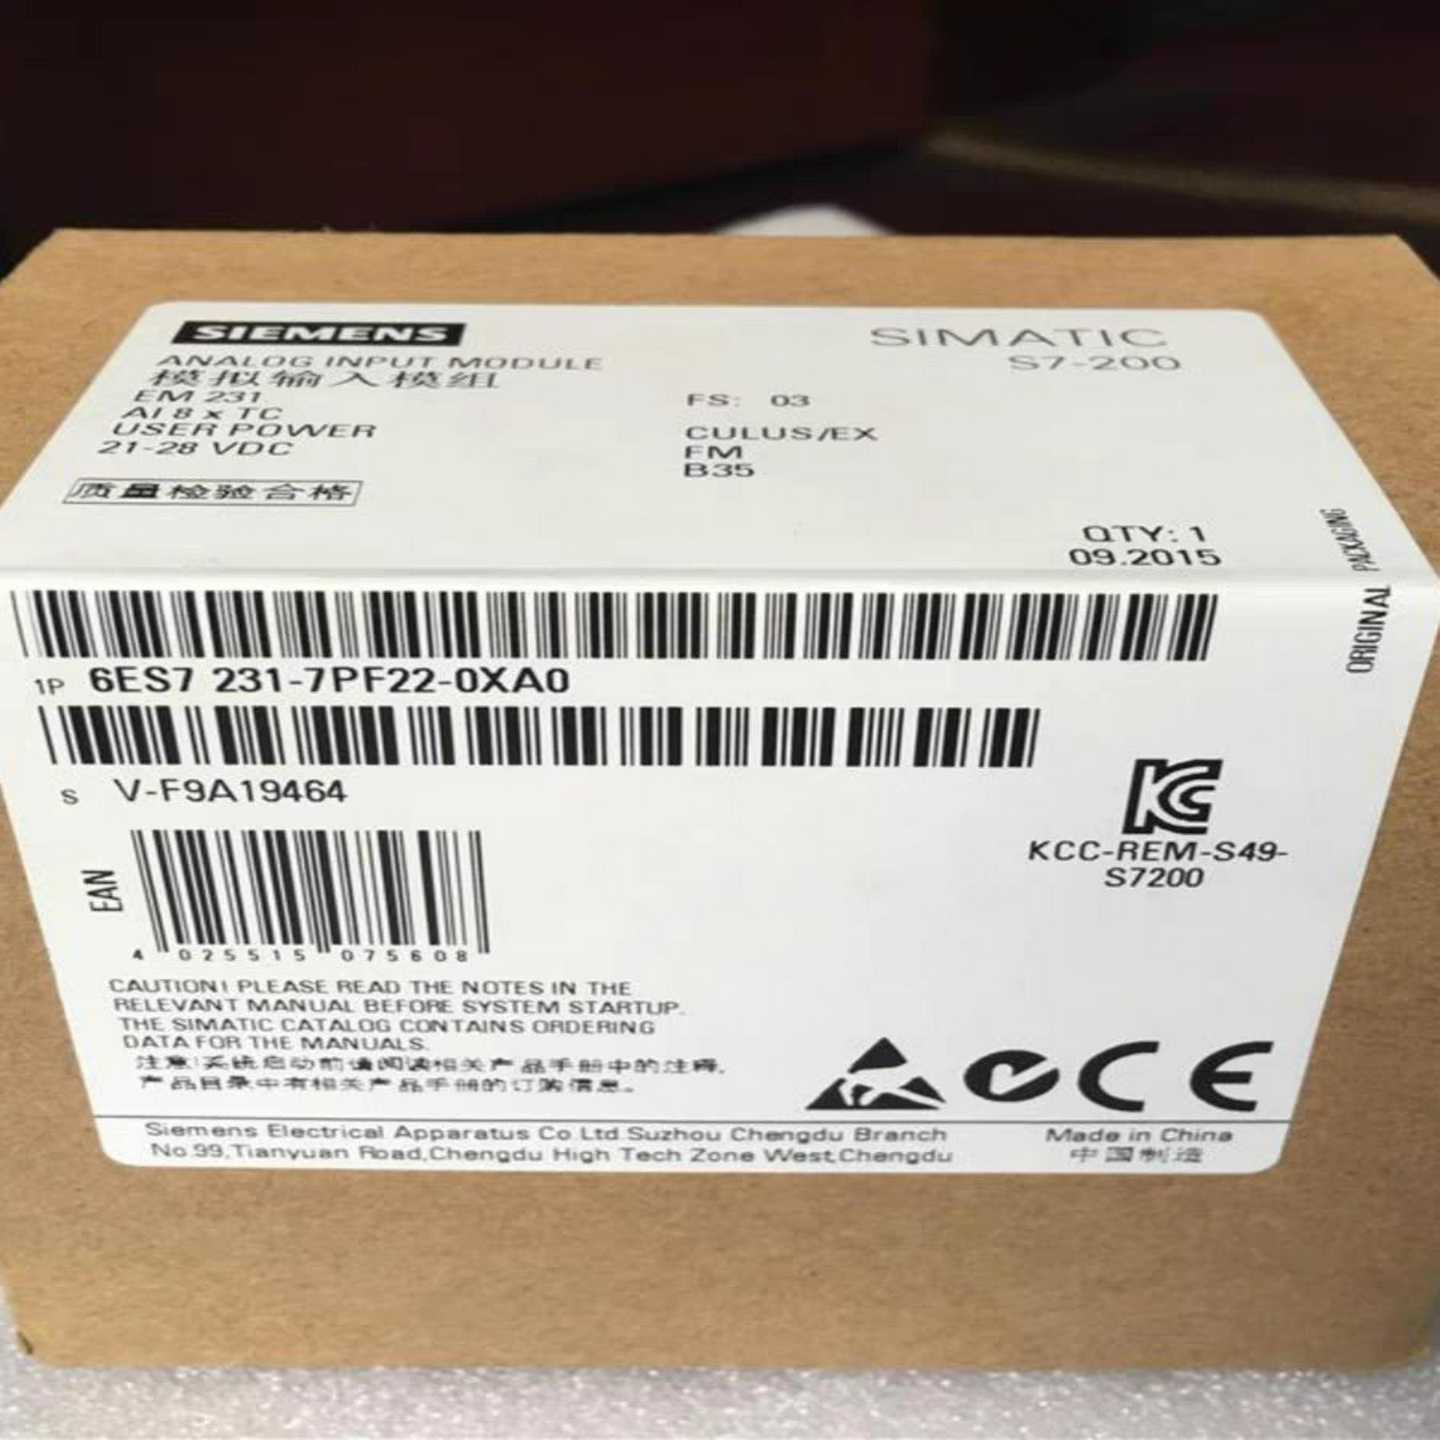 SIEMENS
SIMATIC
S7-200
ANALOG INPUT MODULE
模拟输入模组
EM 231
AI 8 x TC
USER POWER
21-28 VDC
FS: 03
CULUS/EX
FM
B35
质量检验合格
QTY: 1
09.2015
ORIGINAL PACKAGING
1P 6ES7 231-7PF22-0XA0
S V-F9A19464
KCC-REM-S49-
S7200
EAN
4 025515 075608
CAUTION! PLEASE READ THE NOTES IN THE
RELEVANT MANUAL BEFORE SYSTEM STARTUP.
THE SIMATIC CATALOG CONTAINS ORDERING
DATA FOR THE MANUALS.
注意!系统启动前请阅读相关产品手册中的注释,
产品目录中有相关产品手册的订购信息。
CE
Siemens Electrical Apparatus Co.Ltd.Suzhou Chengdu Branch
No.99,Tianyuan Road,Chengdu High Tech Zone West,Chengdu
Made in China
中国制造